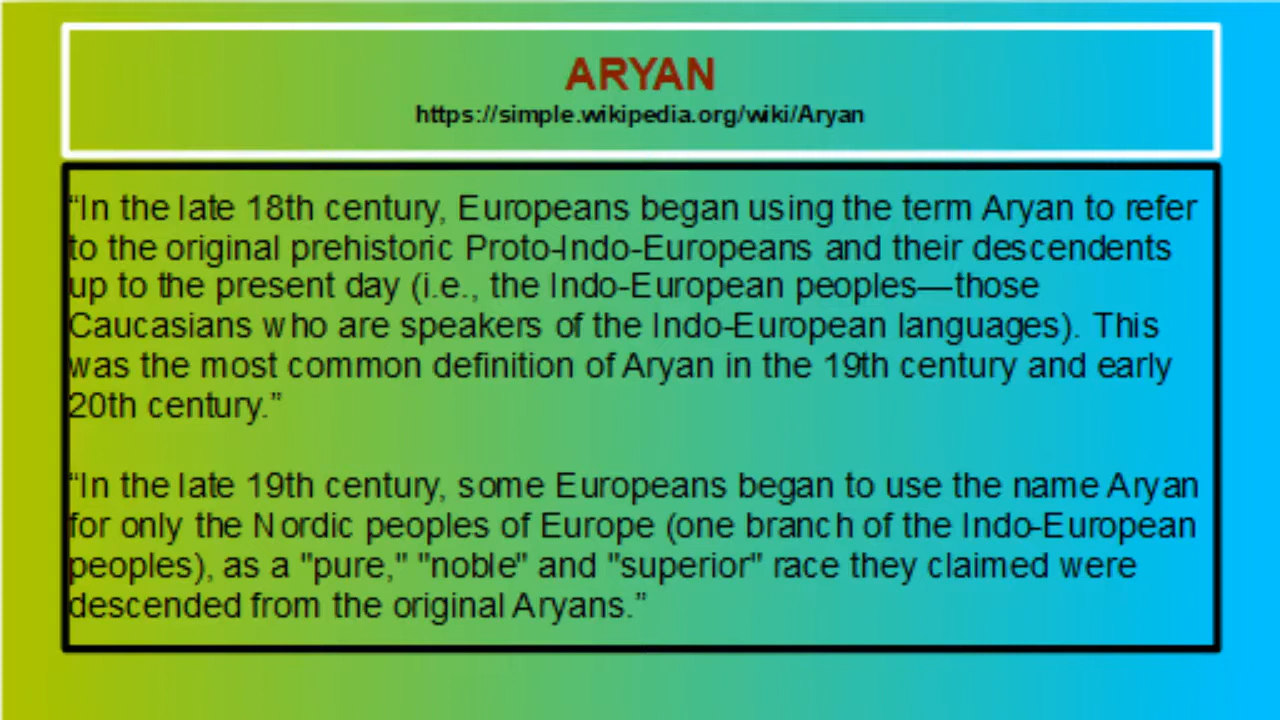 ARYAN
https://simple.wikipedia.org/wiki/Aryan
“In the late 18th century, Europeans began using the term Aryan to refer
to the original prehistoric Proto-Indo-Europeans and their descendents
up to the present day (i.e., the Indo-European peoples—those
Caucasians who are speakers of the Indo-European languages). This
was the most common definition of Aryan in the 19th century and early
20th century.”
“In the late 19th century, some Europeans began to use the name Aryan
for only the Nordic peoples of Europe (one branch of the Indo-European
peoples), as a "pure," "noble" and "superior" race they claimed were
descended from the original Aryans.”